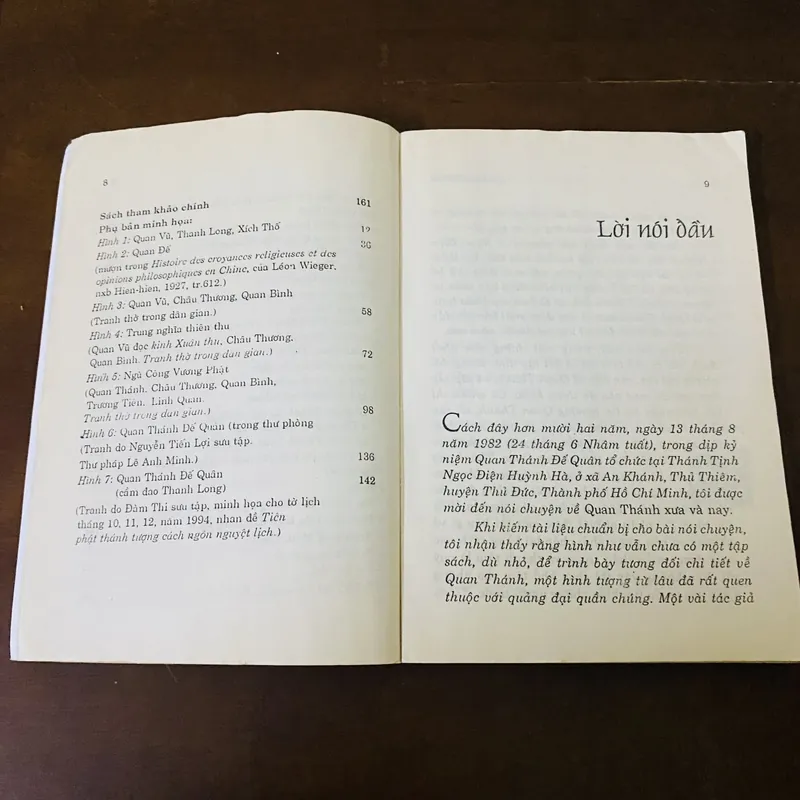 8
Sách tham khảo chính 161
Phụ bản minh họa:
Hình 1: Quan Vũ, Thanh Long, Xích Thố 12
Hình 2: Quan Đế 36
(mượn trong Histoire des croyances religieuses et des
opinions philosophiques en Chine, của Léon Wieger,
nxb Hien-hien, 1927, tr.612.)
Hình 3: Quan Vũ, Châu Thương, Quan Bình
(Tranh thờ trong dân gian.) 58
Hình 4: Trung nghĩa thiên thu
(Quan Vũ đọc kinh Xuân thu, Châu Thương,
Quan Bình. Tranh thờ trong dân gian.) 72
Hình 5: Ngũ Công Vương Phật
(Quan Thánh, Châu Thương, Quan Bình,
Trương Tiên, Linh Quan.
Tranh thờ trong dân gian.) 98
Hình 6: Quan Thánh Đế Quân (trong thư phòng
(Tranh do Nguyễn Tiến Lợi sưu tập.
Thư pháp Lê Anh Minh.) 136
Hình 7: Quan Thánh Đế Quân 142
(cầm đao Thanh Long)
(Tranh do Đàm Thi sưu tập, minh họa cho tờ lịch
tháng 10, 11, 12, năm 1994, nhan đề Tiên
phật thánh tượng cách ngôn nguyệt lịch.)
9
Lời nói đầu
Cách đây hơn mười hai năm, ngày 13 tháng 8
năm 1982 (24 tháng 6 Nhâm tuất), trong dịp kỷ
niệm Quan Thánh Đế Quân tổ chức tại Thánh Tịnh
Ngọc Điện Huỳnh Hà, ở xã An Khánh, Thủ Thiêm,
huyện Thủ Đức, Thành phố Hồ Chí Minh, tôi được
mời đến nói chuyện về Quan Thánh xưa và nay.
Khi kiếm tài liệu chuẩn bị cho bài nói chuyện,
tôi nhận thấy rằng hình như vẫn chưa có một tập
sách, dù nhỏ, để trình bày tương đối chi tiết về
Quan Thánh, một hình tượng từ lâu đã rất quen
thuộc với quảng đại quần chúng. Một vài tác giả